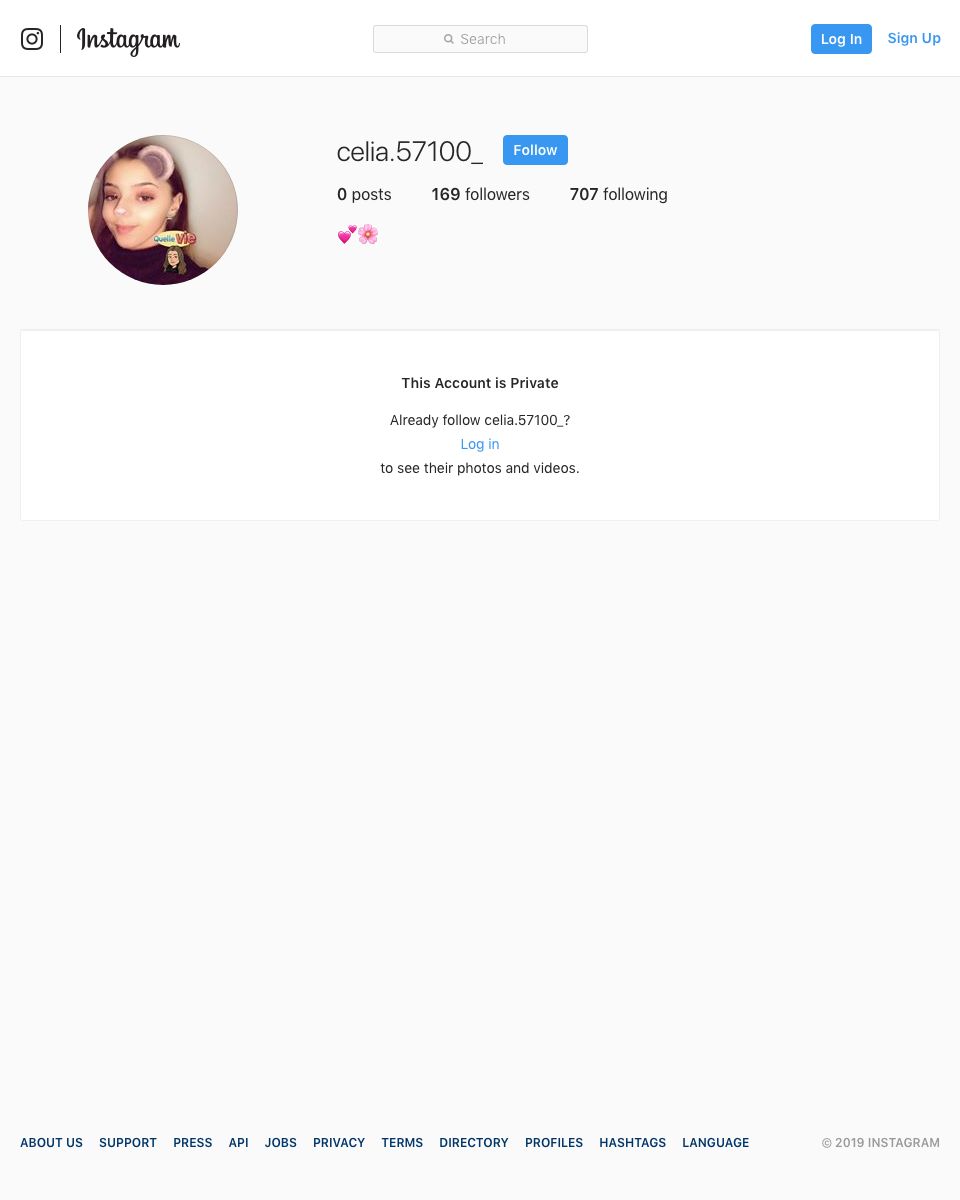 Instagram
Search
Log In
Sign Up
celia.57100_
Follow
0 posts
169 followers
707 following
💕🌸
Quelle Vie
This Account is Private
Already follow celia.57100_?
Log in
to see their photos and videos.
ABOUT US SUPPORT PRESS API JOBS PRIVACY TERMS DIRECTORY PROFILES HASHTAGS LANGUAGE
© 2019 INSTAGRAM